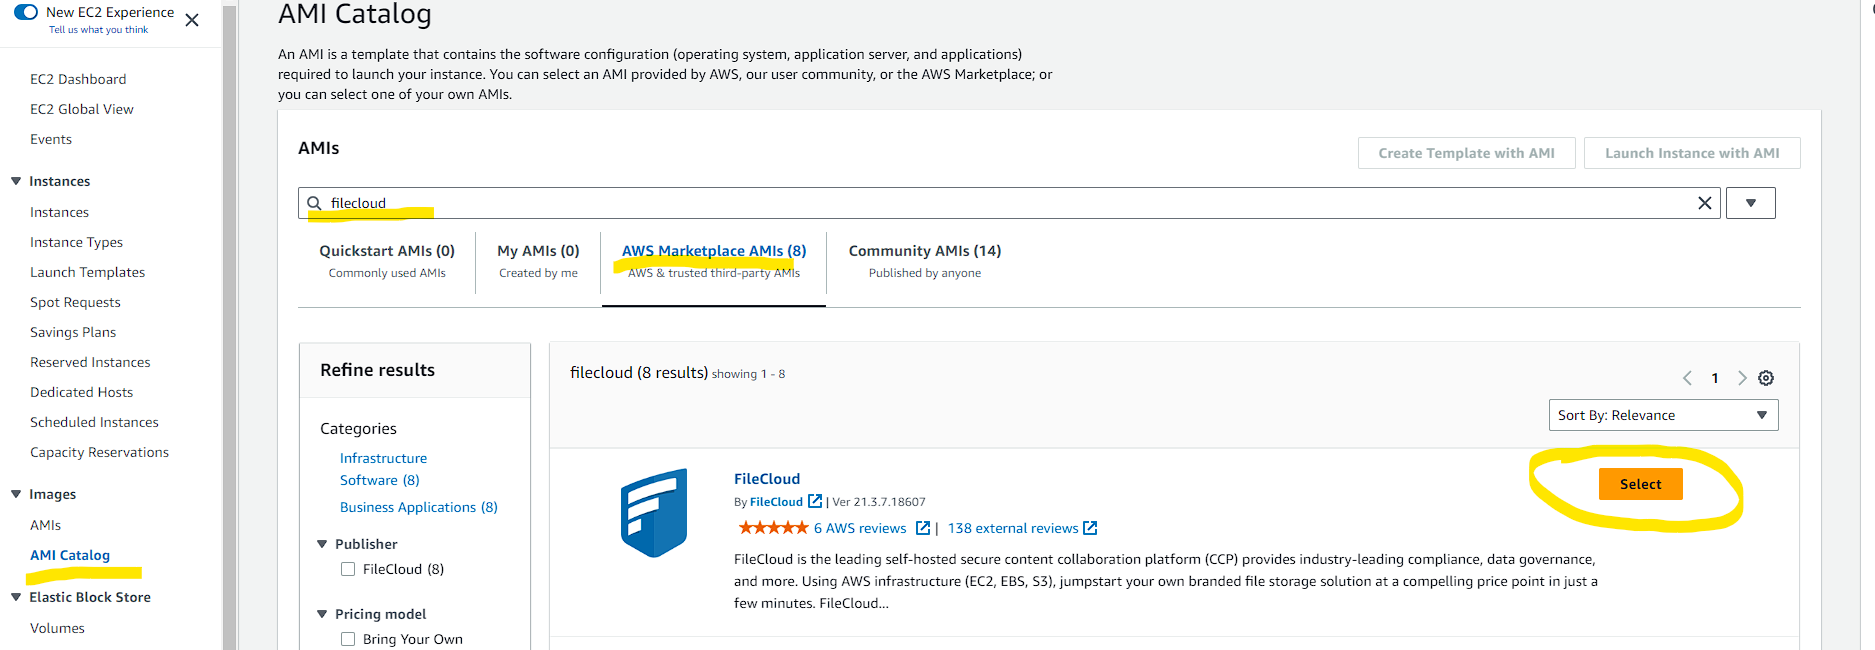 New EC2 Experience
Tell us what you think
EC2 Dashboard
EC2 Global View
Events
Instances
Instances
Instance Types
Launch Templates
Spot Requests
Savings Plans
Reserved Instances
Dedicated Hosts
Scheduled Instances
Capacity Reservations
Images
AMIs
AMI Catalog
Elastic Block Store
Volumes
AMI Catalog
An AMI is a template that contains the software configuration (operating system, application server, and applications)
required to launch your instance. You can select an AMI provided by AWS, our user community, or the AWS Marketplace; or
you can select one of your own AMIs.
AMIs
Create Template with AMI
Launch Instance with AMI
filecloud
Quickstart AMIs (0)
Commonly used AMIs
My AMIs (0)
Created by me
AWS Marketplace AMIs (8)
AWS & trusted third-party AMIs
Community AMIs (14)
Published by anyone
Refine results
Categories
Infrastructure
Software (8)
Business Applications (8)
Publisher
FileCloud (8)
Pricing model
Bring Your Own
filecloud (8 results) showing 1 - 8
1
Sort By: Relevance
FileCloud
By FileCloud | Ver 21.3.7.18607
6 AWS reviews | 138 external reviews
FileCloud is the leading self-hosted secure content collaboration platform (CCP) provides industry-leading compliance, data governance,
and more. Using AWS infrastructure (EC2, EBS, S3), jumpstart your own branded file storage solution at a compelling price point in just a
few minutes. FileCloud...
Select